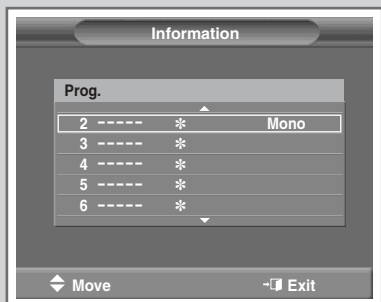 Information
Prog.
2 ----- ✼ Mono
3 ----- ✼
4 ----- ✼
5 ----- ✼
6 ----- ✼
Move Exit